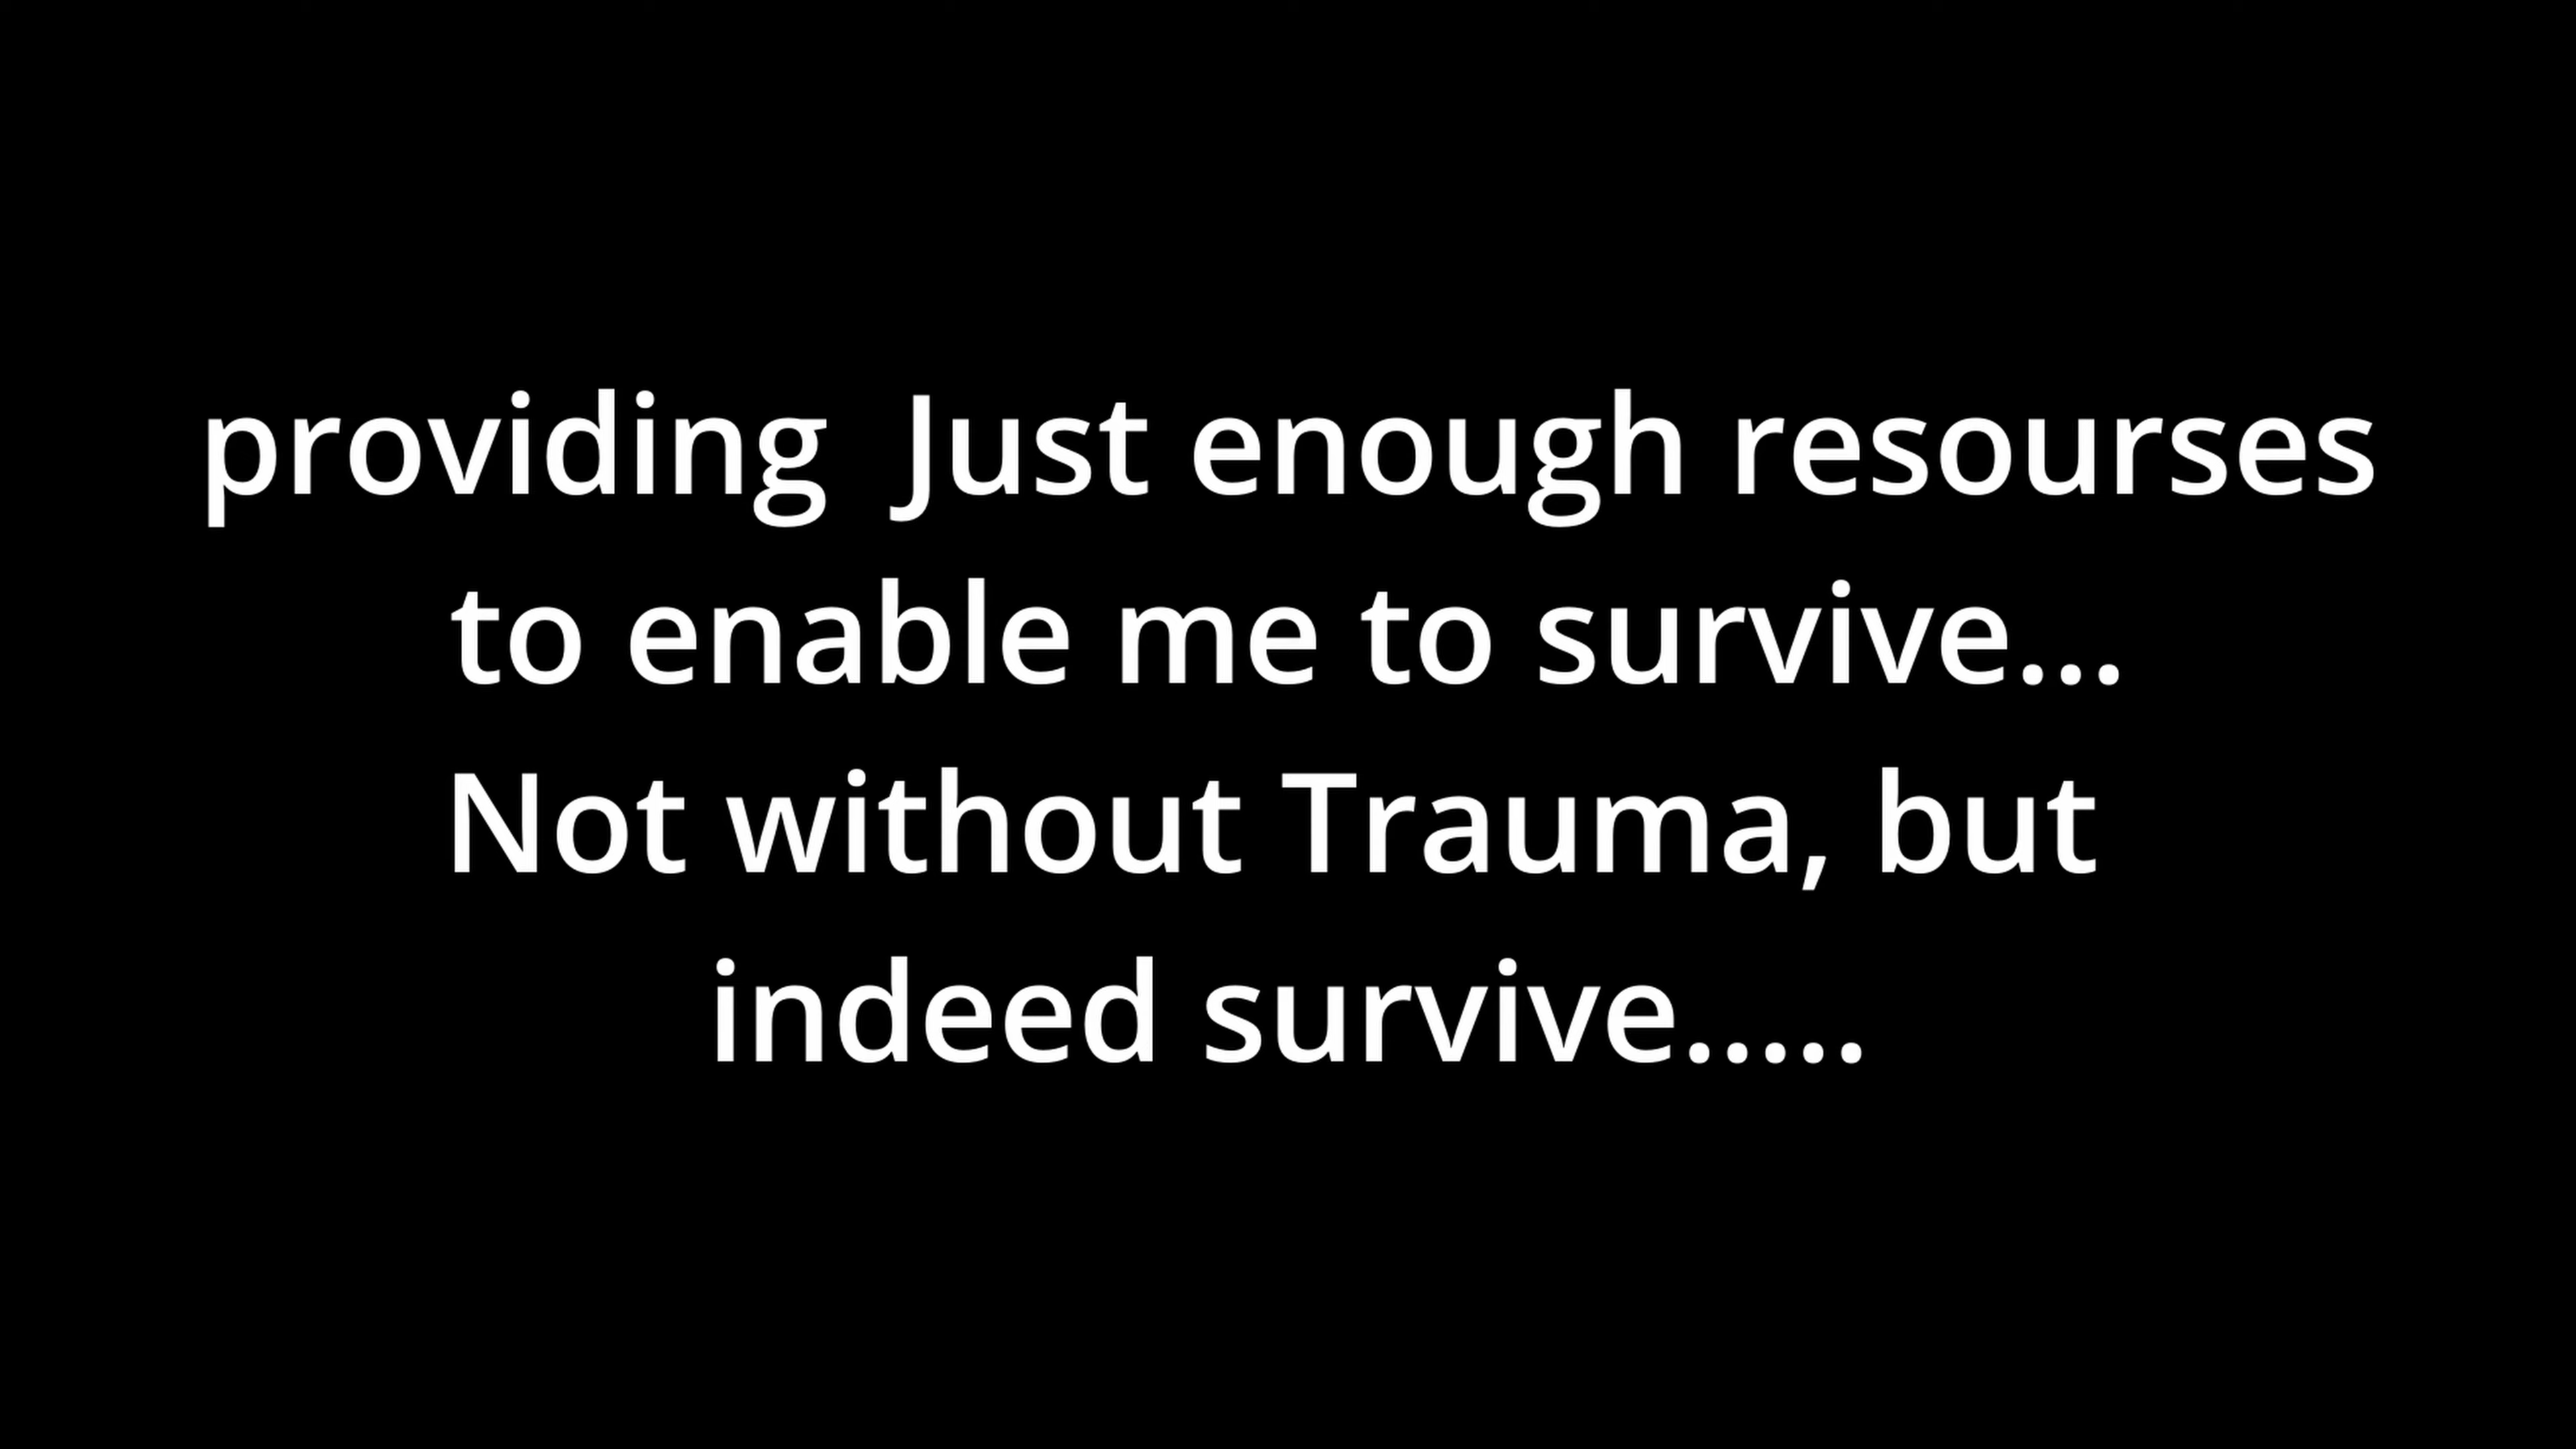 providing  Just enough resourses
to enable me to survive...
Not without Trauma, but
indeed survive.....